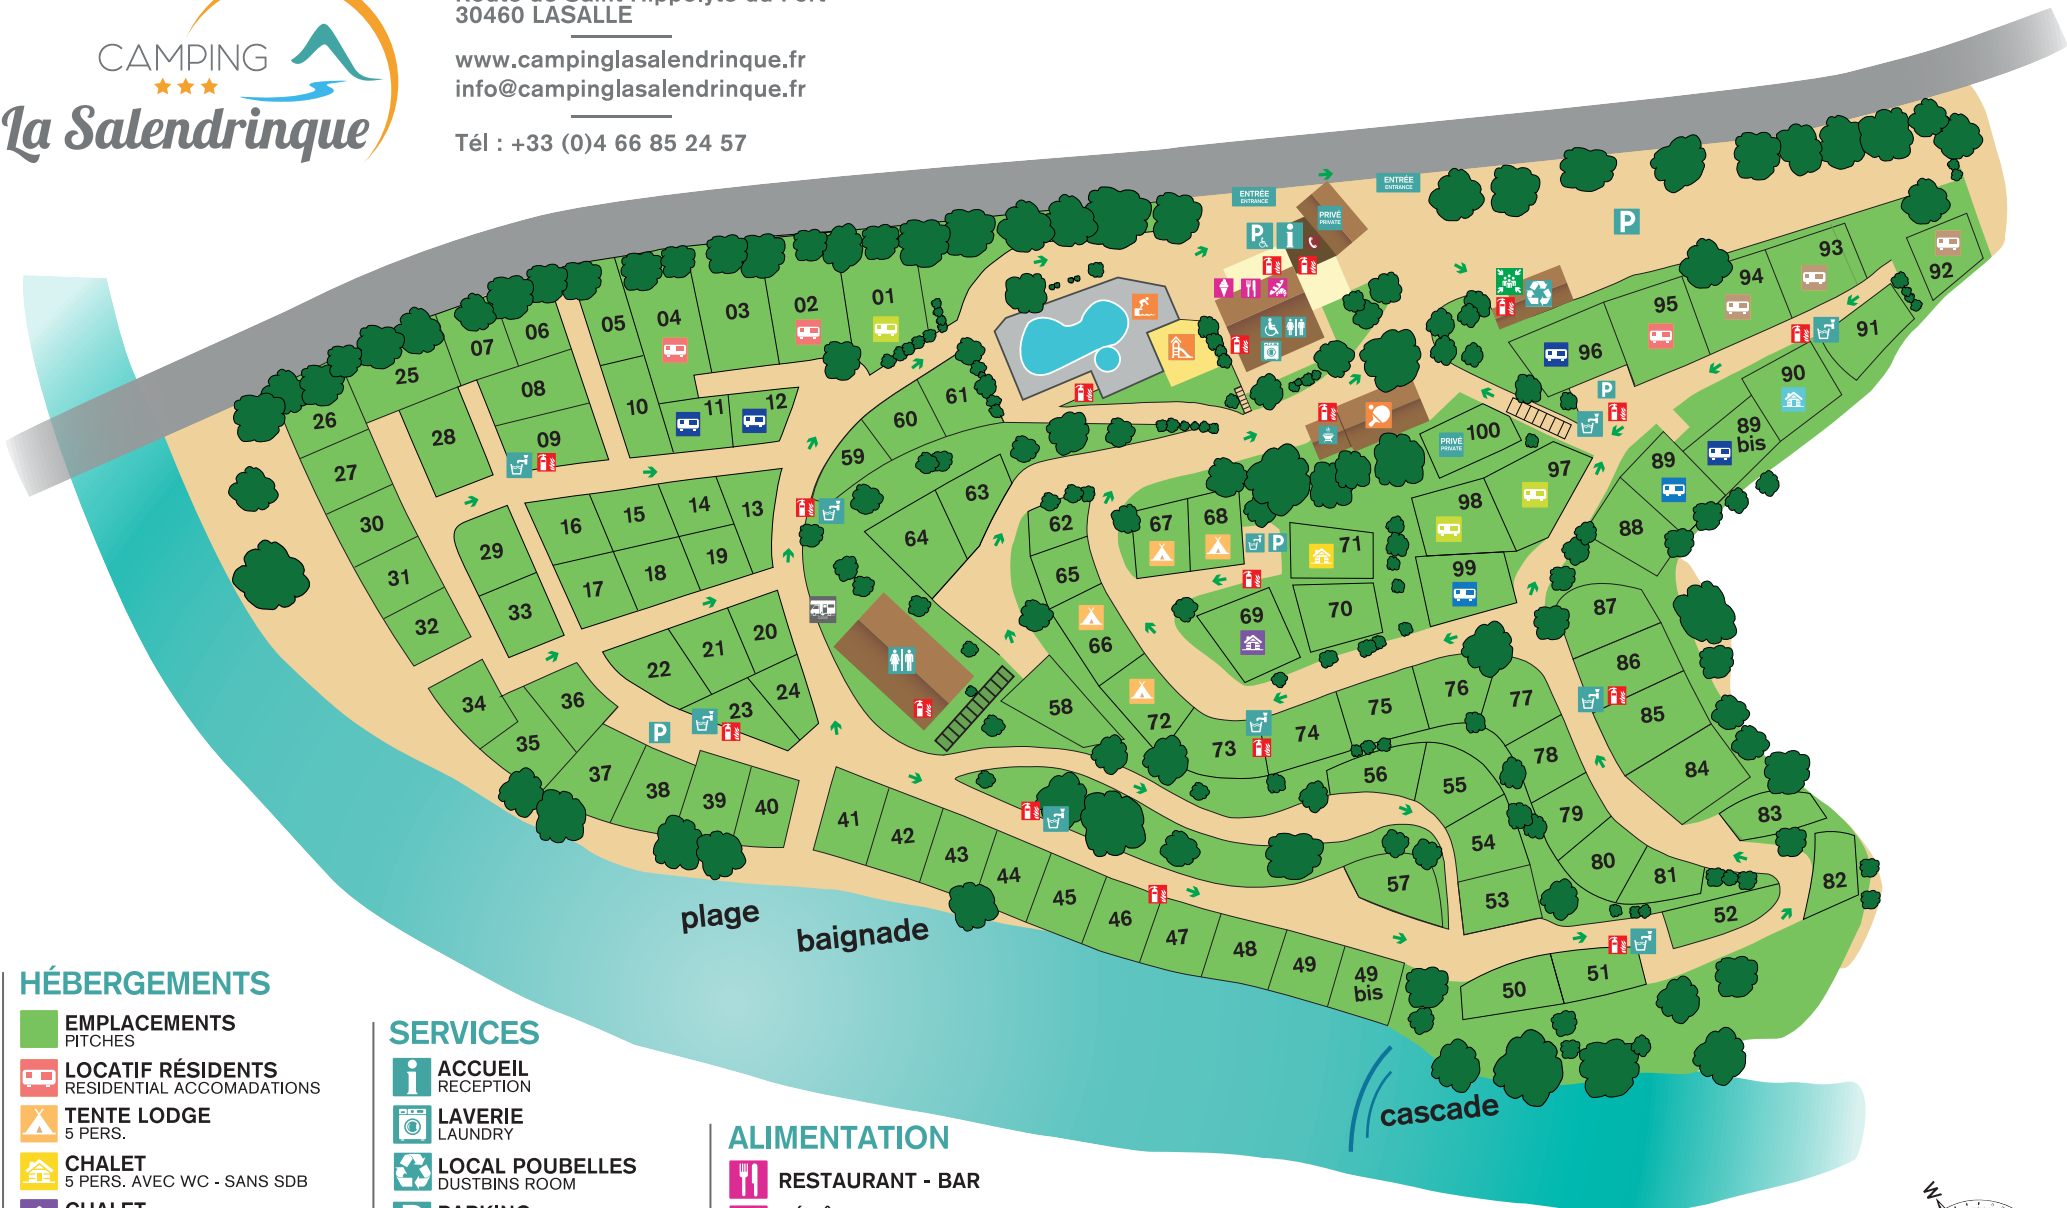 30460 LASALLE
www.campinglasalendrinque.fr
info@campinglasalendrinque.fr
Tél : +33 (0)4 66 85 24 57
CAMPING
La Salendrinque
ENTRÉE
ENTRANCE
ENTRÉE
ENTRANCE
PRIVÉ
PRIVATE
P
i
P
01
02
03
04
05
06
07
08
09
10
11
12
13
14
15
16
17
18
19
20
21
22
23
24
25
26
27
28
29
30
31
32
33
34
35
36
37
38
39
40
41
42
43
44
45
46
47
48
49
49
bis
50
51
52
53
54
55
56
57
58
59
60
61
62
63
64
65
66
67
68
69
70
71
72
73
74
75
76
77
78
79
80
81
82
83
84
85
86
87
88
89
89
bis
90
91
92
93
94
95
96
97
98
99
100
PRIVÉ
PRIVATE
P
P
P
plage
baignade
cascade
HÉBERGEMENTS
EMPLACEMENTS
PITCHES
LOCATIF RÉSIDENTS
RESIDENTIAL ACCOMADATIONS
TENTE LODGE
5 PERS.
CHALET
5 PERS. AVEC WC - SANS SDB
CHALET
SERVICES
i
ACCUEIL
RECEPTION
LAVERIE
LAUNDRY
LOCAL POUBELLES
DUSTBINS ROOM
PARKING
ALIMENTATION
RESTAURANT - BAR
W